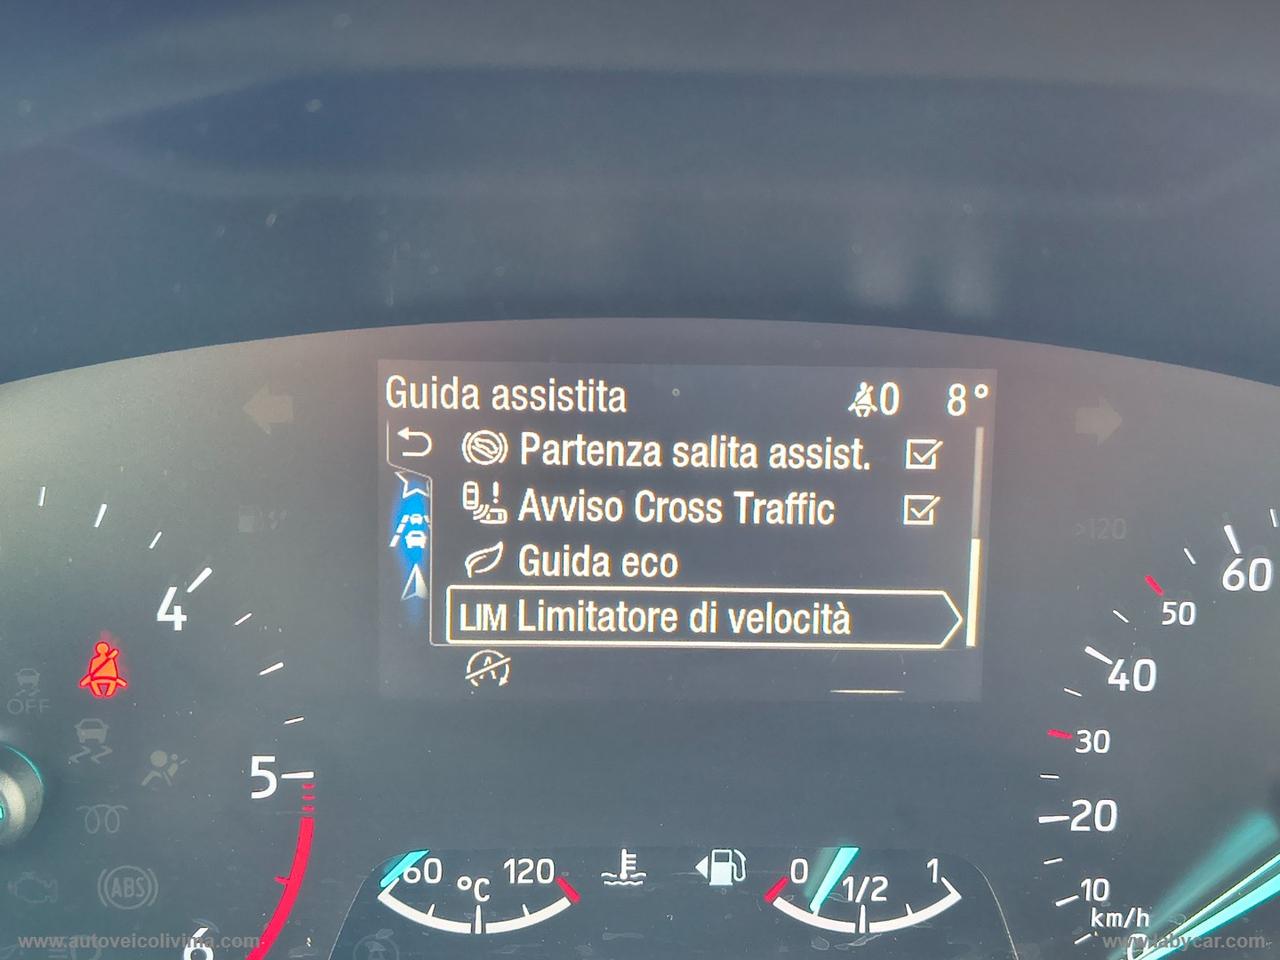 Guida assistita 0 8°
Partenza salita assist.
Avviso Cross Traffic
Guida eco
LIM Limitatore di velocità
A
>120
60
50
4
40
OFF
30
5
20
60 °C 120
0 1/2 1
10
km/h
ABS
6
0
www.autoveicolivima.com
www.labycar.com